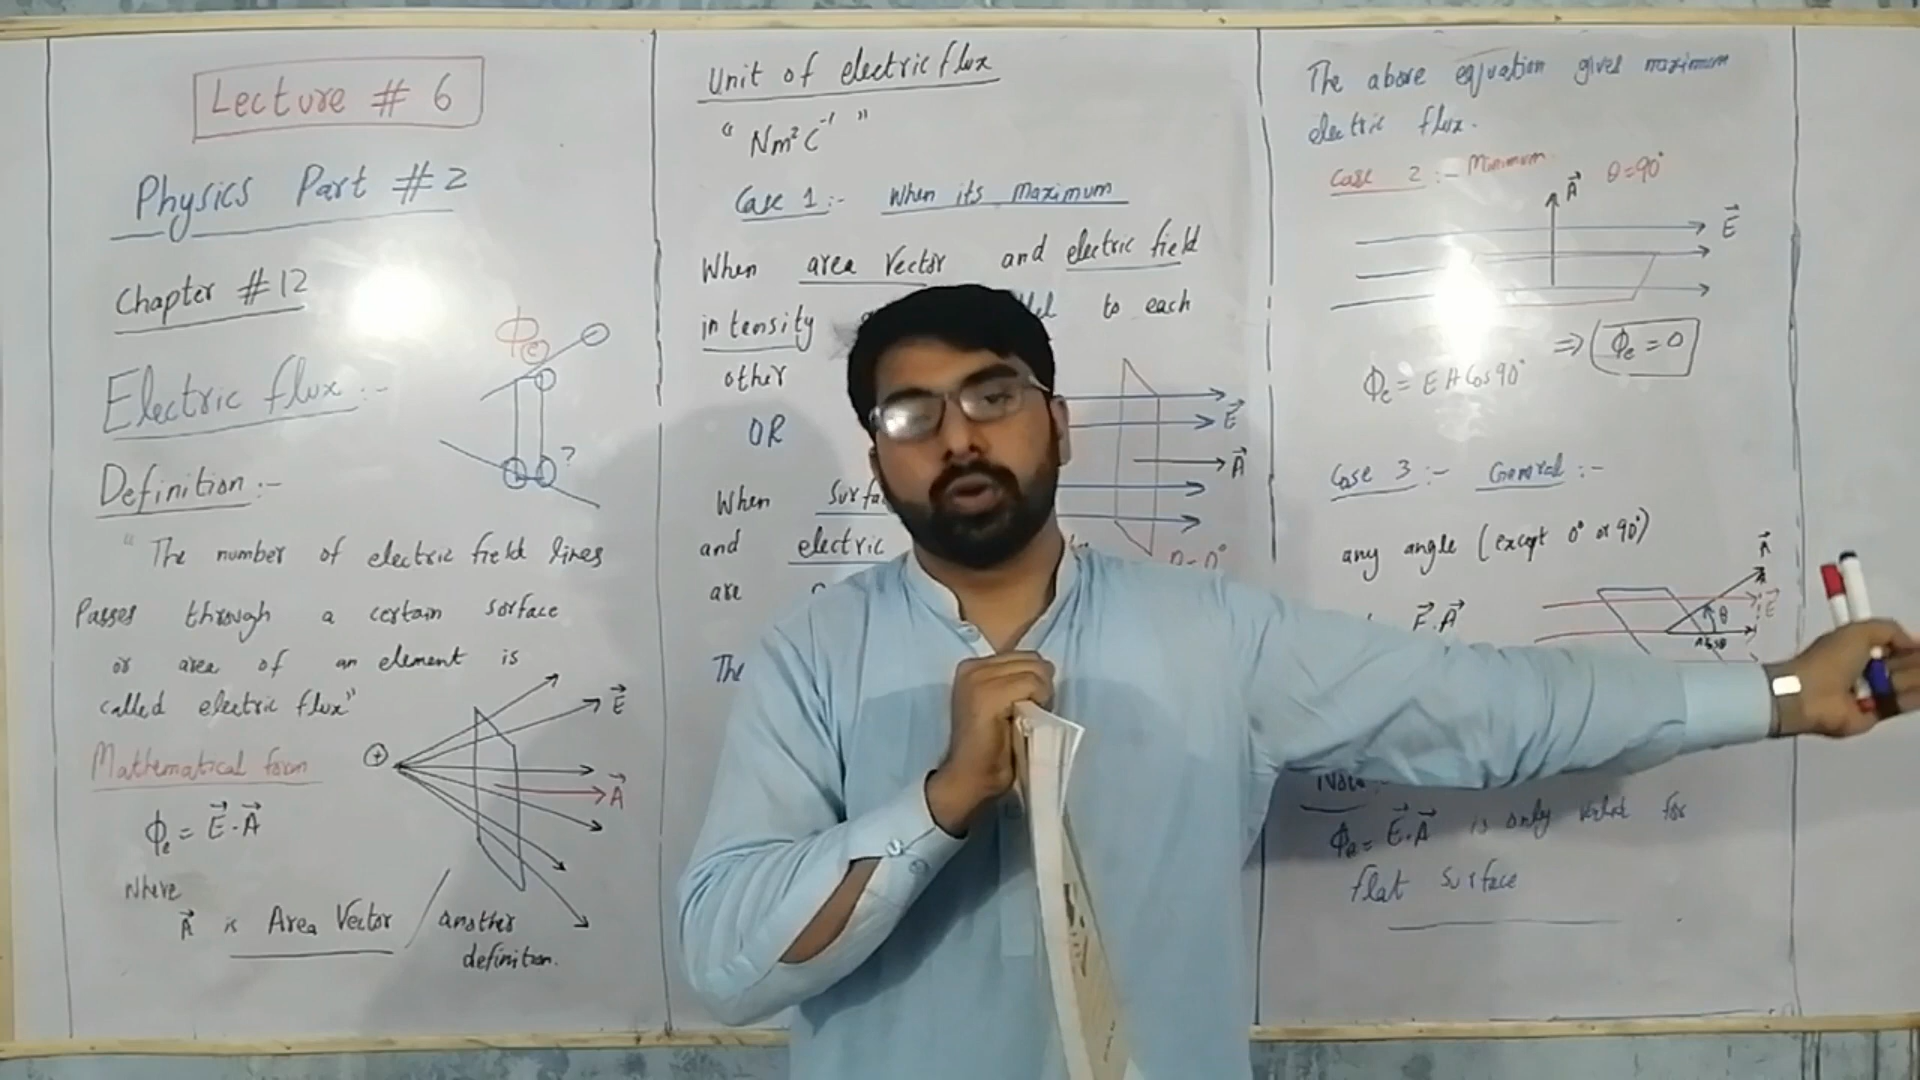 Lecture # 6
Physics Part # 2
Chapter # 12
Electric flux :-
Φe
?
Definition :-
"The number of electric field lines
Passes through a certain surface
or area of an element is
called electric flux"
Mathematical form
Φe = E⃗ . A⃗
where
A⃗ is Area Vector / another
definition.
+
E⃗
A⃗
Unit of electric flux
" Nm² C⁻¹ "
Case 1 :- When its maximum
When area Vector and electric field
intensity to each
other
OR
When
and electric
are
The
E⃗
A⃗
The above equation gives maximum
electric flux.
Case 2 :- Minimum.
θ = 90°
A⃗
E⃗
Φe = E A Cos 90° ⇒ Φe = 0
Case 3 :- General :-
any angle (except 0° or 90°)
A⃗
E⃗
θ
A Cosθ
Note :-
Φe = E⃗ . A⃗ is only valid for
flat surface